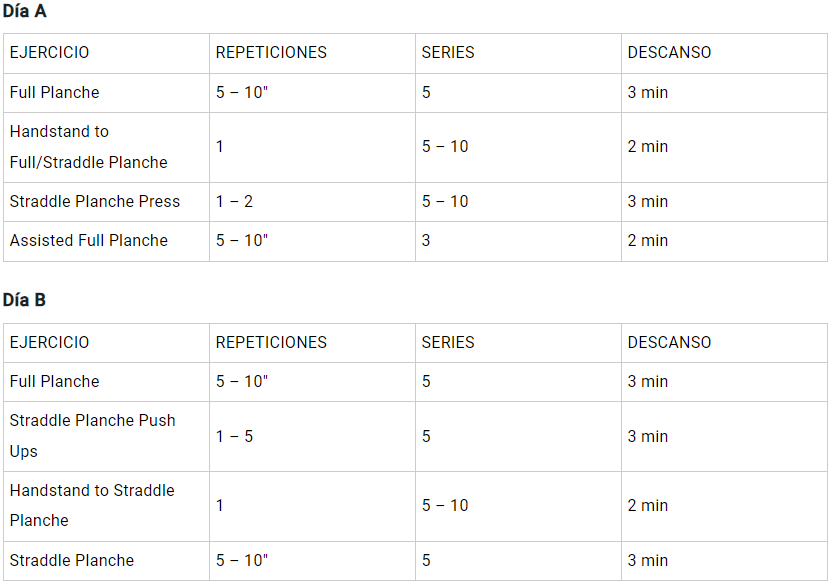 Día A
EJERCICIO REPETICIONES SERIES DESCANSO
Full Planche 5 – 10" 5 3 min
Handstand to
Full/Straddle Planche 1 5 – 10 2 min
Straddle Planche Press 1 – 2 5 – 10 3 min
Assisted Full Planche 5 – 10" 3 2 min
Día B
EJERCICIO REPETICIONES SERIES DESCANSO
Full Planche 5 – 10" 5 3 min
Straddle Planche Push
Ups 1 – 5 5 3 min
Handstand to Straddle
Planche 1 5 – 10 2 min
Straddle Planche 5 – 10" 5 3 min